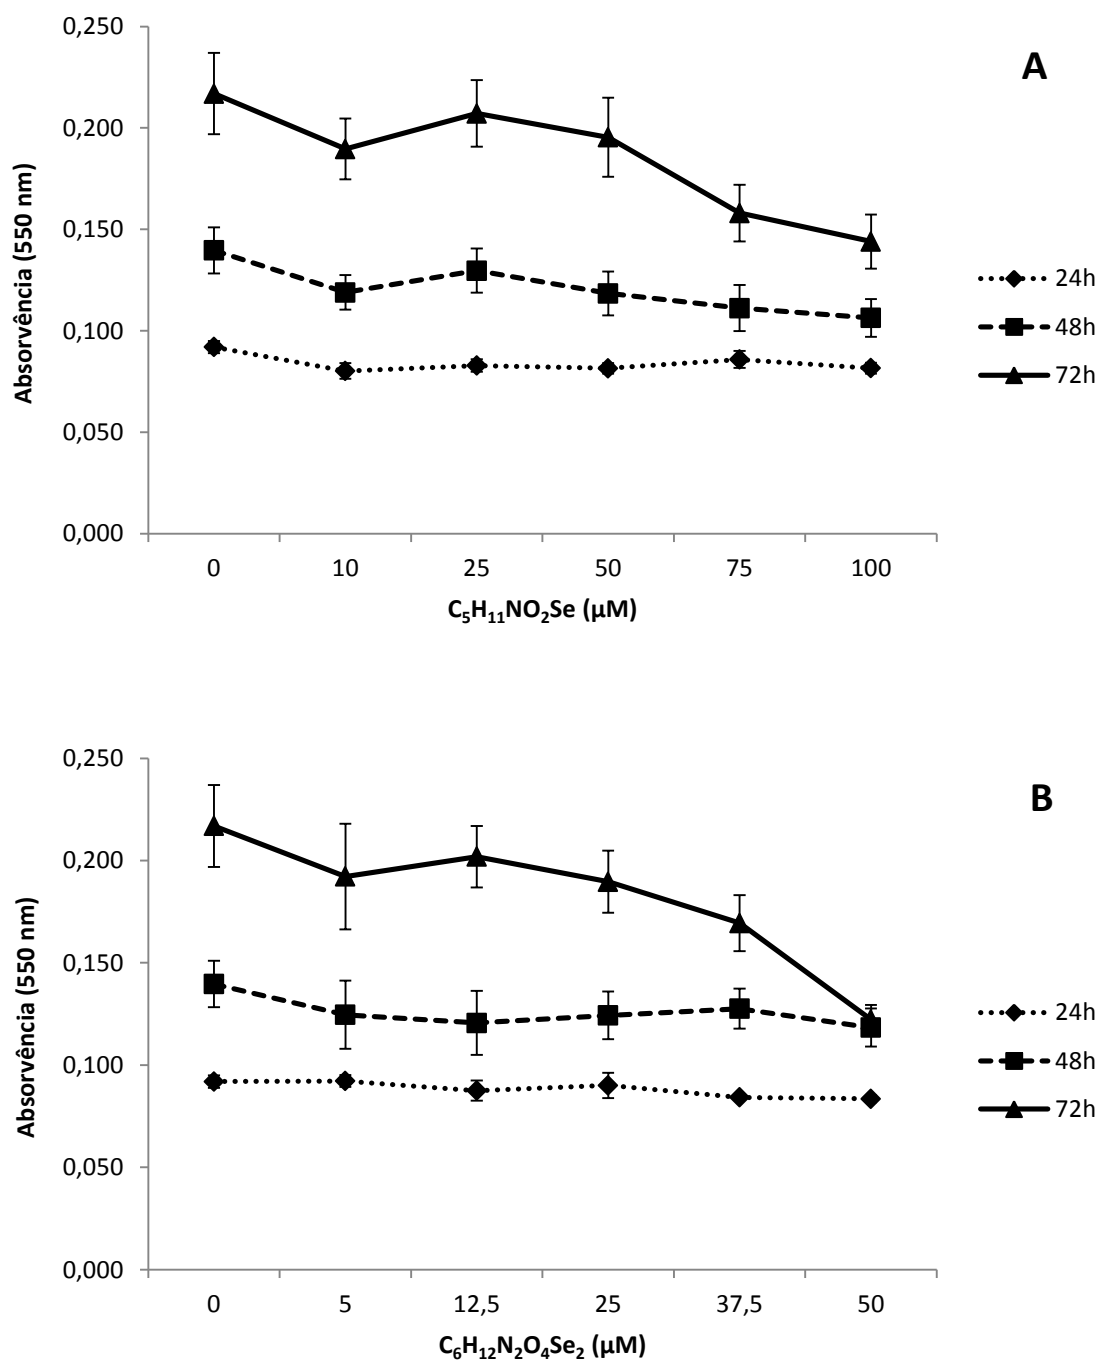 0,250
A
0,200
0,150
24h
48h
0,100
72h
0,050
0,000
Absorvência (550 nm)
0 10 25 50 75 100
C₅H₁₁NO₂Se (µM)
0,250
B
0,200
0,150
24h
48h
0,100
72h
0,050
0,000
Absorvência (550 nm)
0 5 12,5 25 37,5 50
C₆H₁₂N₂O₄Se₂ (µM)